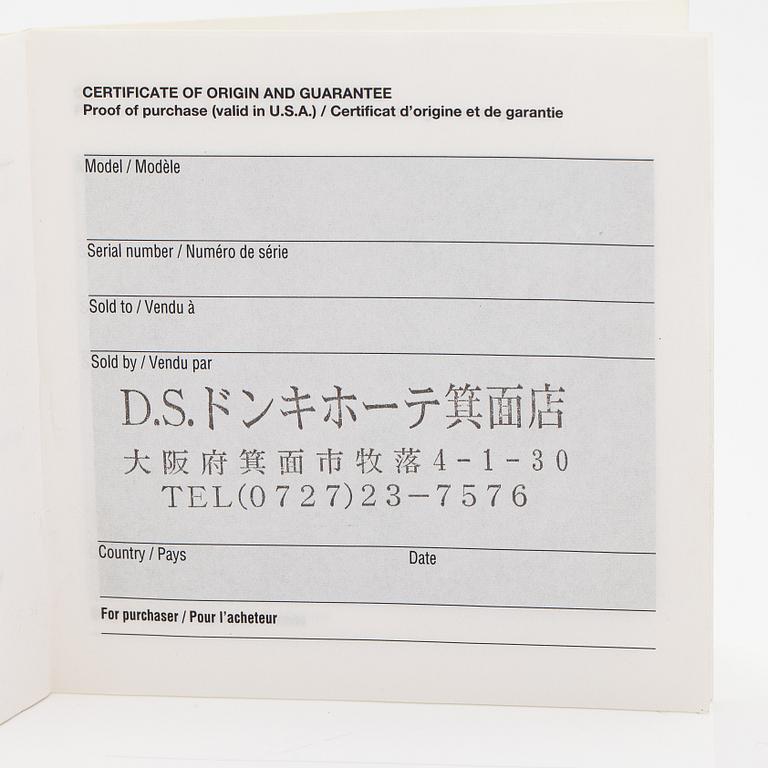 CERTIFICATE OF ORIGIN AND GUARANTEE
Proof of purchase (valid in U.S.A.) / Certificat d'origine et de garantie
Model / Modèle
Serial number / Numéro de série
Sold to / Vendu à
Sold by / Vendu par
D.S.ドンキホーテ箕面店
大阪府箕面市牧落4-1-30
TEL(0727)23-7576
Country / Pays Date
For purchaser / Pour l'acheteur